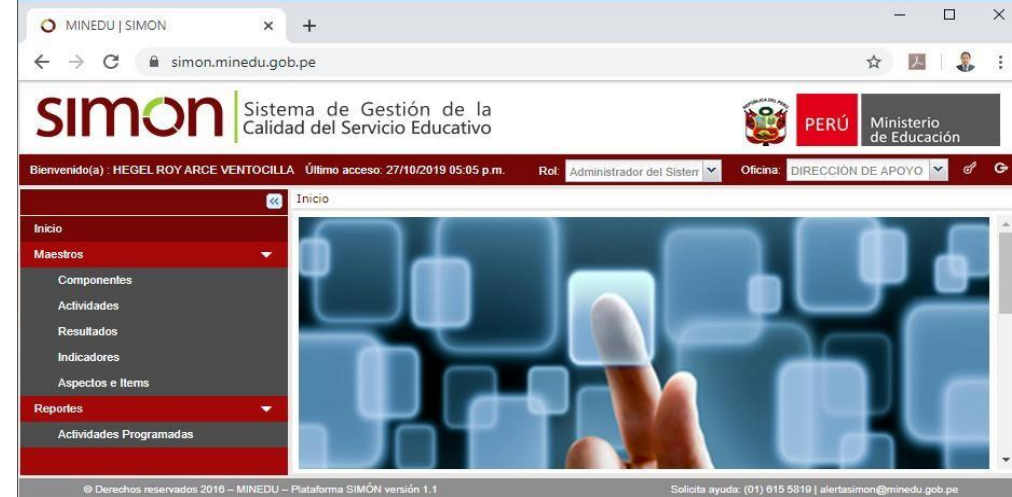 MINEDU | SIMON
simon.minedu.gob.pe
simon Sistema de Gestión de la
Calidad del Servicio Educativo
PERÚ Ministerio
de Educación
Bienvenido(a) : HEGEL ROY ARCE VENTOCILLA Último acceso: 27/10/2019 05:05 p.m. Rol: Administrador del Sistem Oficina: DIRECCIÓN DE APOYO
Inicio
Inicio
Maestros
Componentes
Actividades
Resultados
Indicadores
Aspectos e Items
Reportes
Actividades Programadas
© Derechos reservados 2016 – MINEDU – Plataforma SIMÓN versión 1.1 Solicita ayuda: (01) 615 5819 | alertasimon@minedu.gob.pe